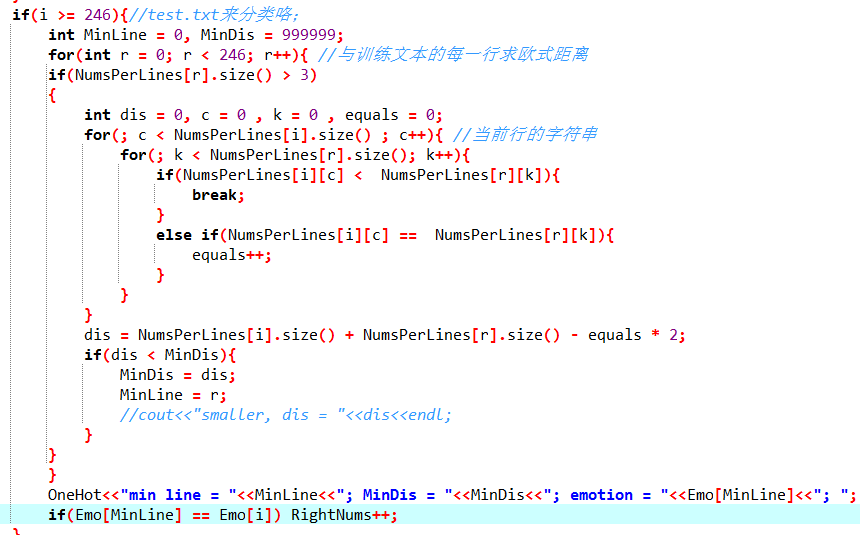 if(i >= 246){//test.txt来分类咯;
int MinLine = 0, MinDis = 999999;
for(int r = 0; r < 246; r++){ //与训练文本的每一行求欧式距离
if(NumsPerLines[r].size() > 3)
{
int dis = 0, c = 0 , k = 0 , equals = 0;
for(; c < NumsPerLines[i].size() ; c++){ //当前行的字符串
for(; k < NumsPerLines[r].size(); k++){
if(NumsPerLines[i][c] <  NumsPerLines[r][k]){
break;
}
else if(NumsPerLines[i][c] ==  NumsPerLines[r][k]){
equals++;
}
}
}
dis = NumsPerLines[i].size() + NumsPerLines[r].size() - equals * 2;
if(dis < MinDis){
MinDis = dis;
MinLine = r;
//cout<<"smaller, dis = "<<dis<<endl;
}
}
}
OneHot<<"min line = "<<MinLine<<"; MinDis = "<<MinDis<<"; emotion = "<<Emo[MinLine]<<"; ";
if(Emo[MinLine] == Emo[i]) RightNums++;